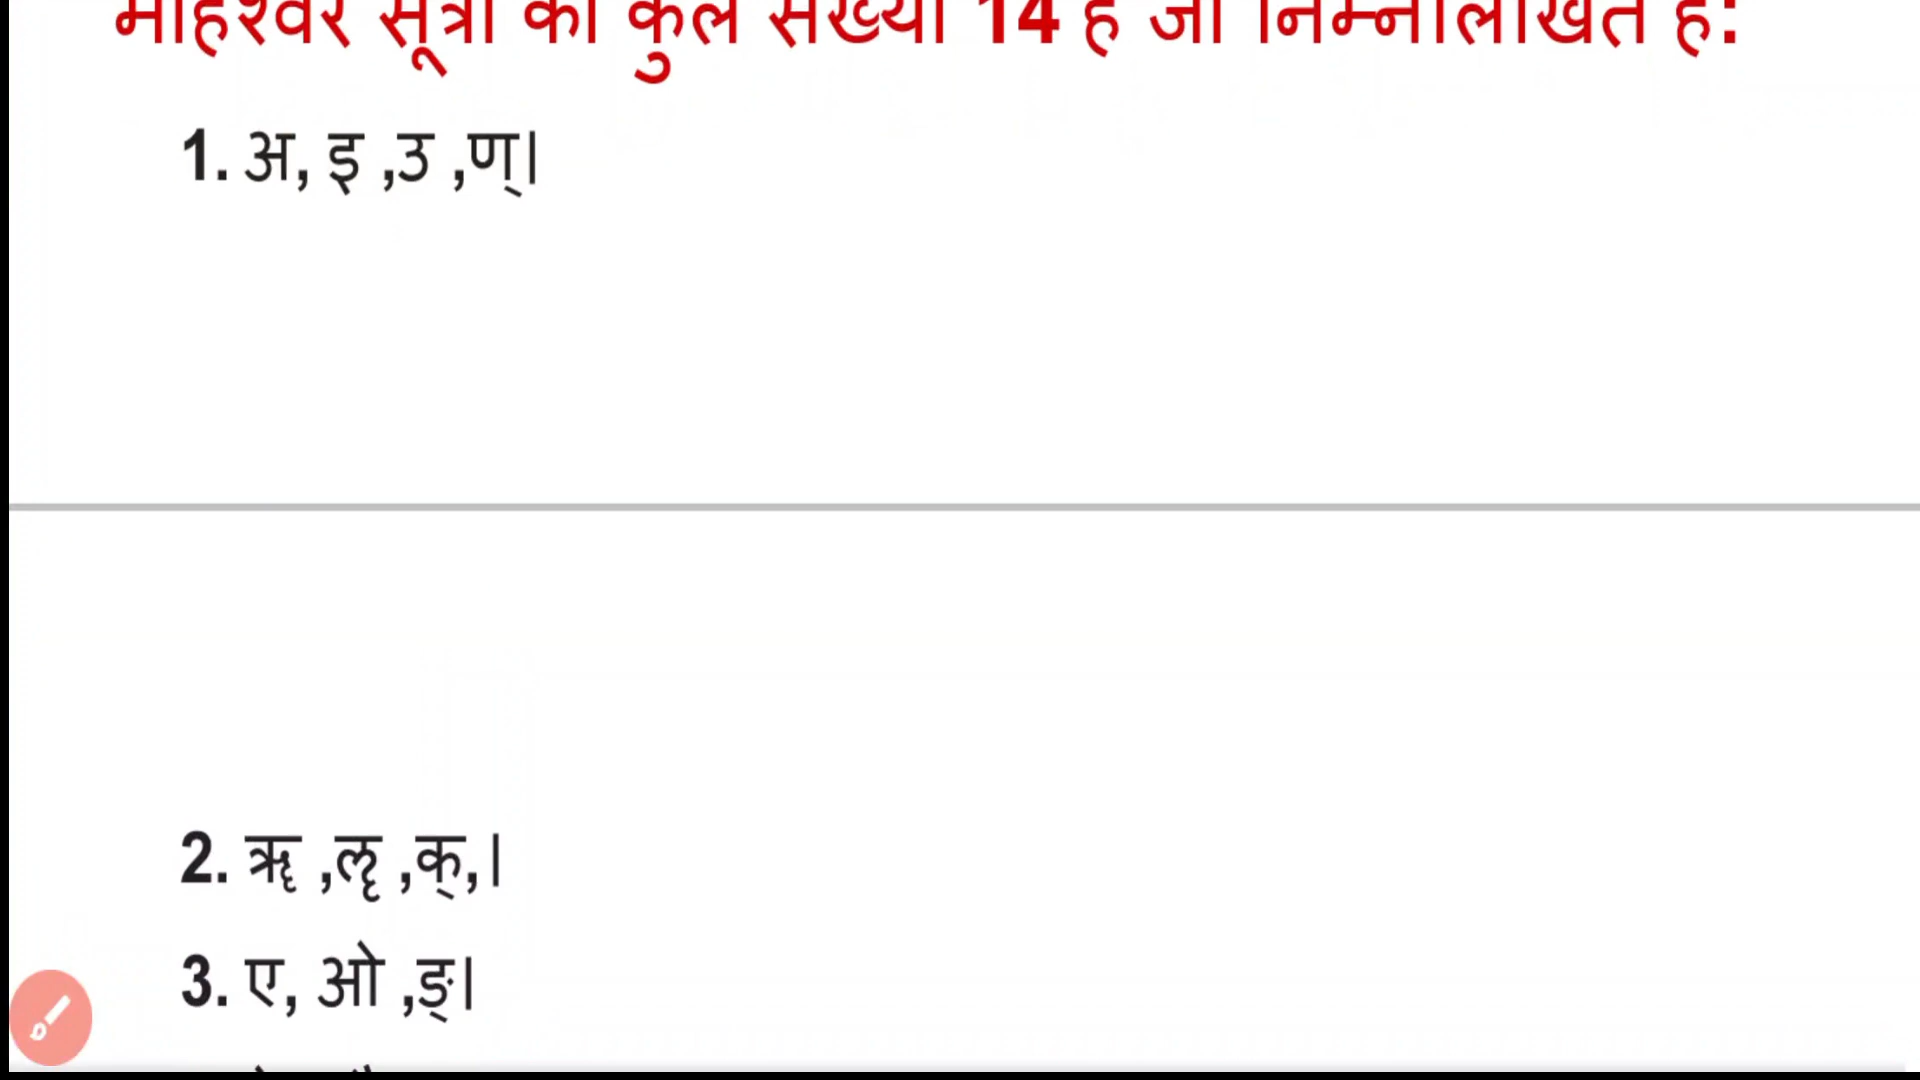 माहेश्वर सूत्रों की कुल संख्या 14 है जो निम्नलिखित है:
1. अ, इ ,उ ,ण्।
2. ॠ ,लृ ,क्,।
3. ए, ओ ,ङ्।